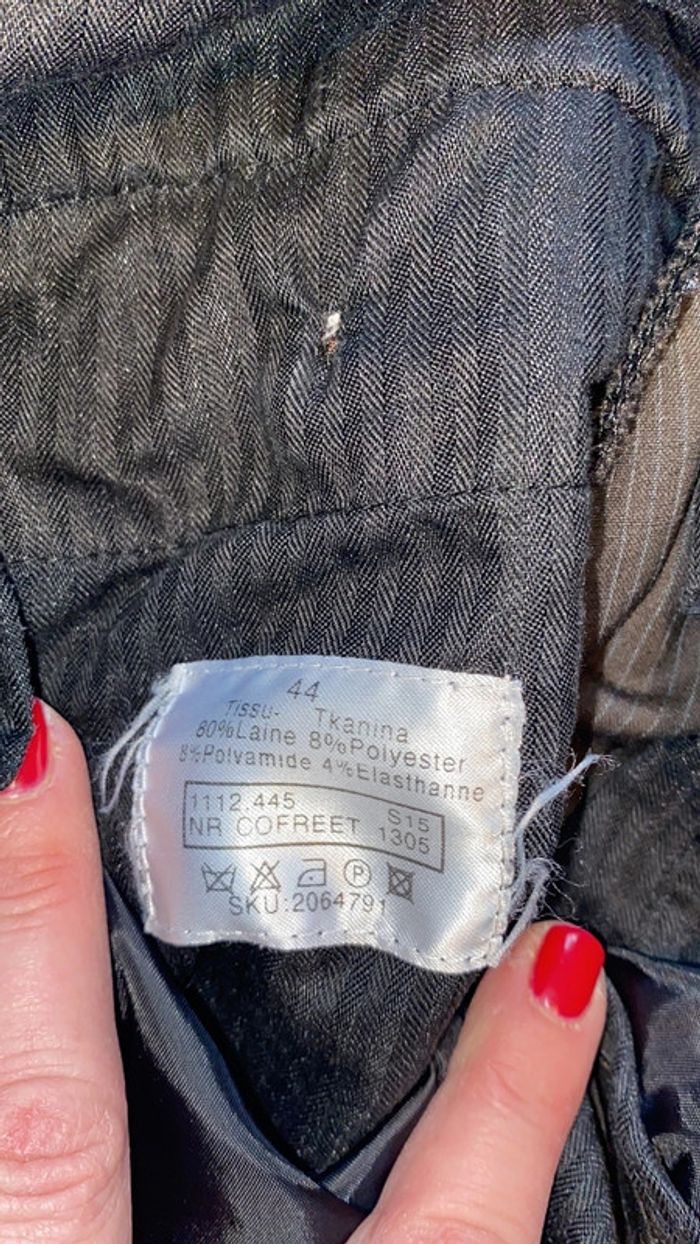 44
Tissu- Tkanina
80%Laine 8%Polyester
8%Polyamide 4%Elasthanne
1112.445 S15
NR COFREET 1305
P
SKU:2064791